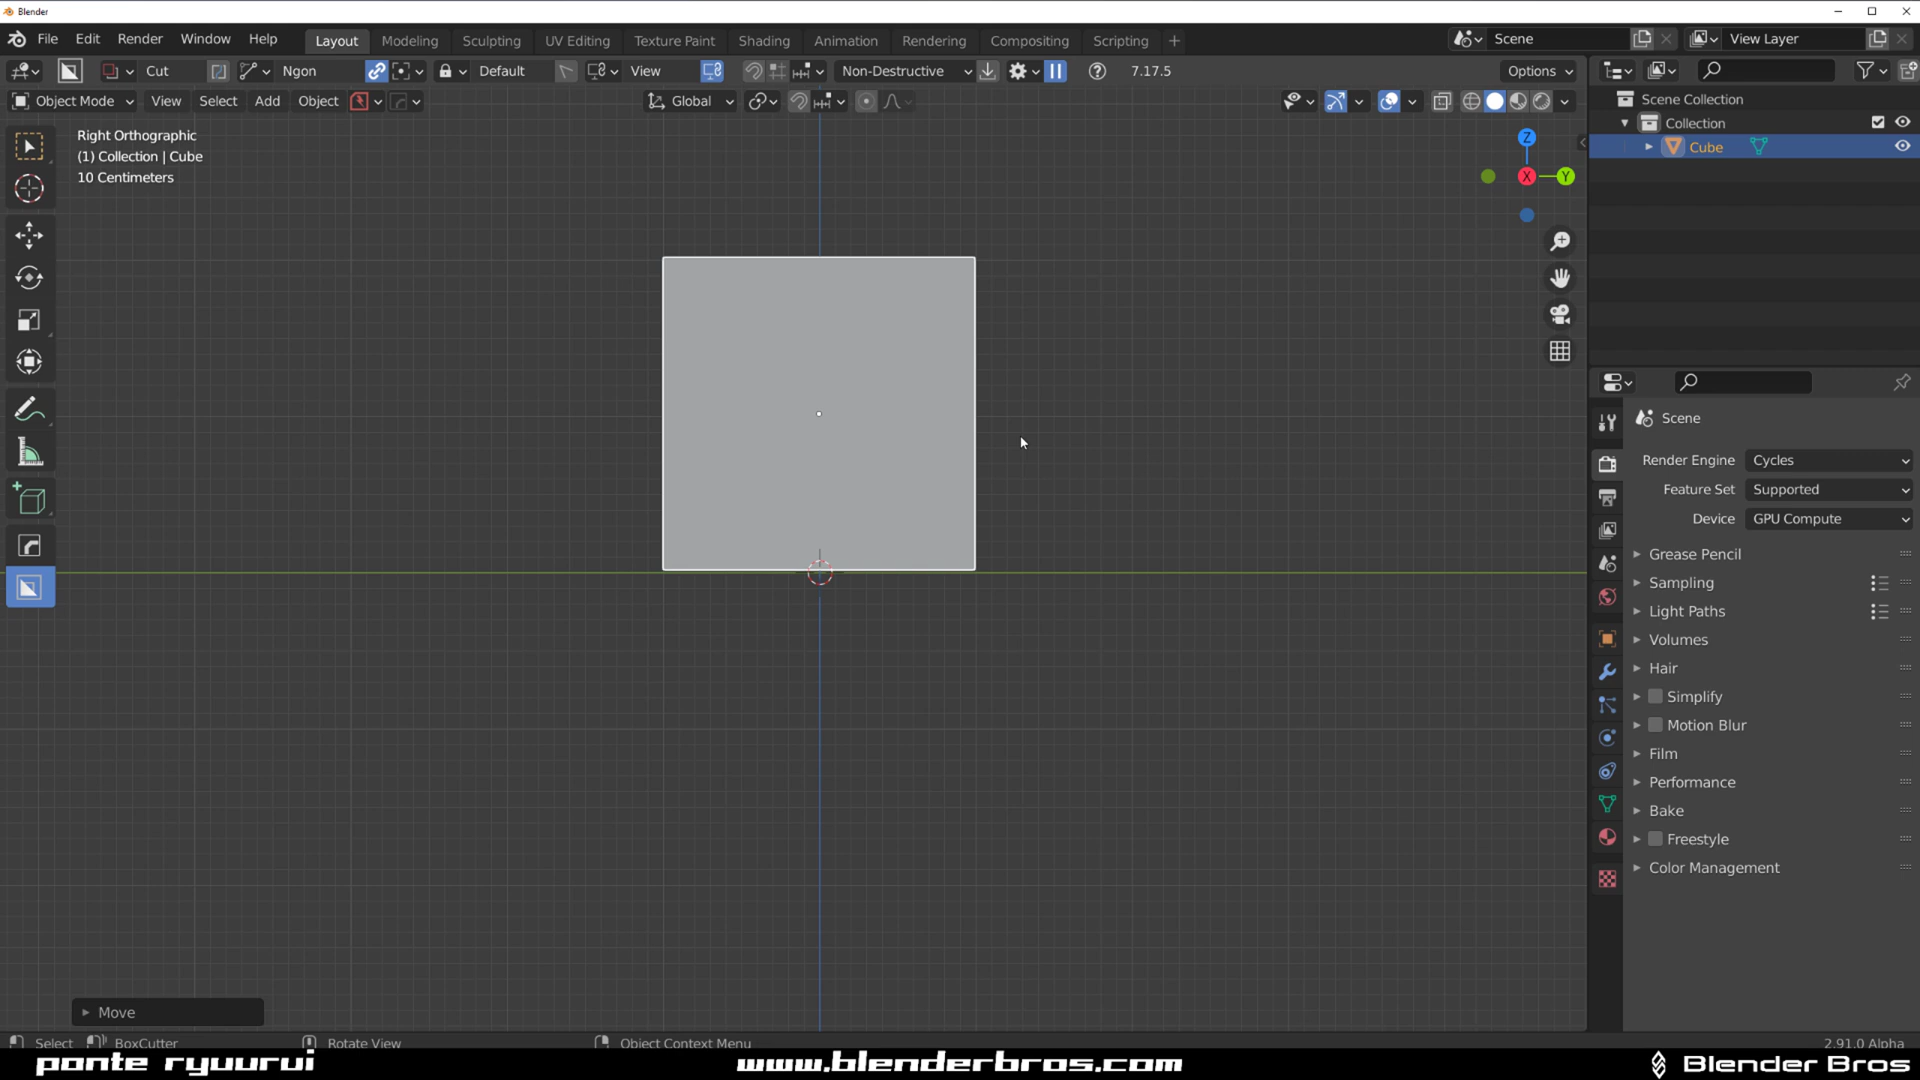 Blender
File Edit Render Window Help Layout Modeling Sculpting UV Editing Texture Paint Shading Animation Rendering Compositing Scripting + Scene View Layer
Cut Ngon Default View Non-Destructive 7.17.5 Options
Object Mode View Select Add Object Global
Right Orthographic
(1) Collection | Cube
10 Centimeters
Z
X
Y
Scene Collection
Collection
Cube
Scene
Render Engine Cycles
Feature Set Supported
Device GPU Compute
Grease Pencil
Sampling
Light Paths
Volumes
Hair
Simplify
Motion Blur
Film
Performance
Bake
Freestyle
Color Management
Move
Select BoxCutter Rotate View Object Context Menu 2.91.0 Alpha
ponte ryuurui www.blenderbros.com Blender Bros